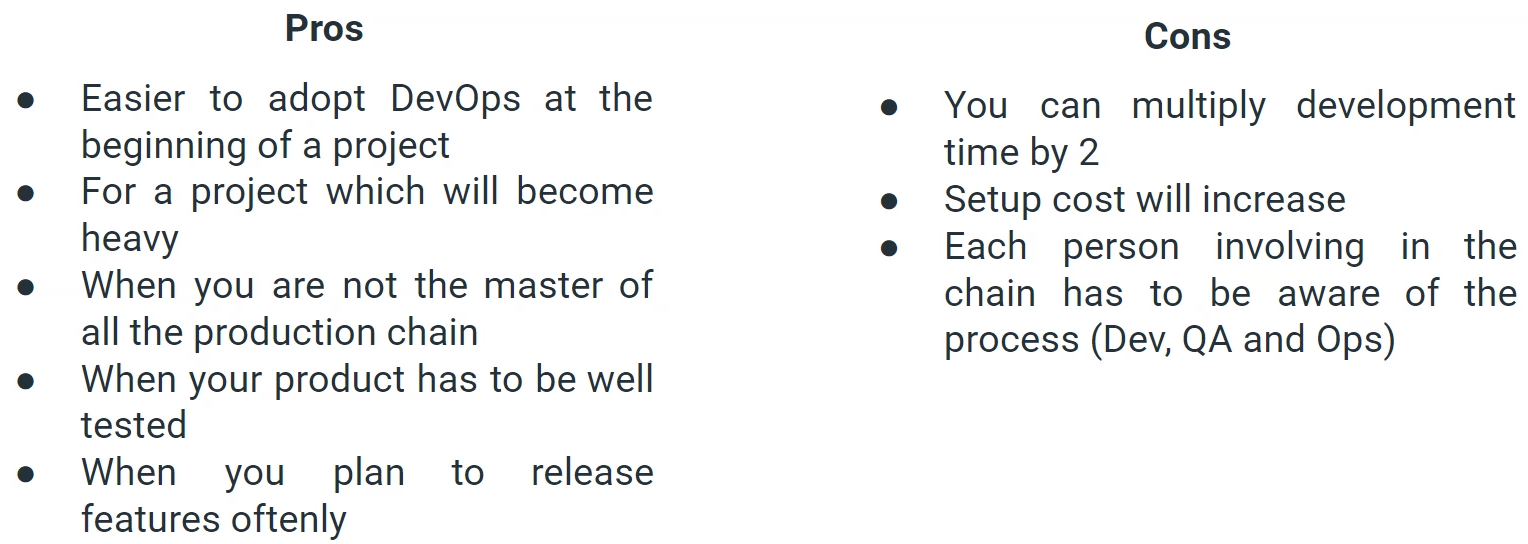 Pros
● Easier to adopt DevOps at the
beginning of a project
● For a project which will become
heavy
● When you are not the master of
all the production chain
● When your product has to be well
tested
● When you plan to release
features oftenly
Cons
● You can multiply development
time by 2
● Setup cost will increase
● Each person involving in the
chain has to be aware of the
process (Dev, QA and Ops)